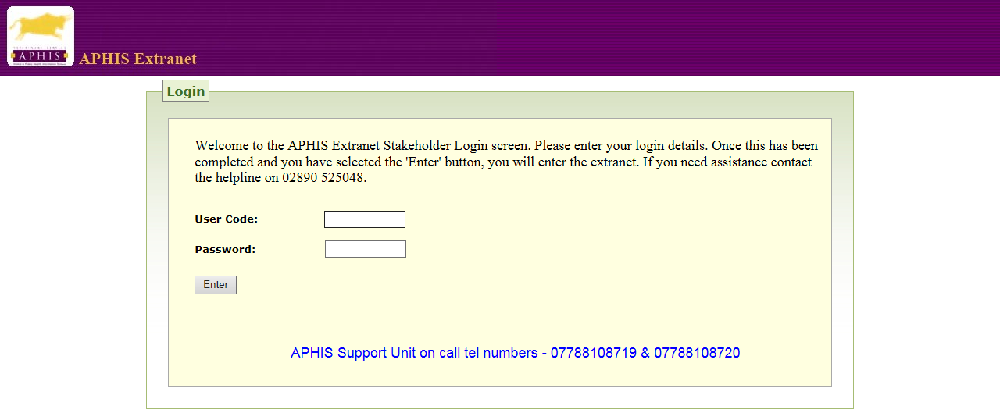 APHIS
APHIS Extranet
Login
Welcome to the APHIS Extranet Stakeholder Login screen. Please enter your login details. Once this has been
completed and you have selected the 'Enter' button, you will enter the extranet. If you need assistance contact
the helpline on 02890 525048.
User Code:
Password:
Enter
APHIS Support Unit on call tel numbers - 07788108719 & 07788108720